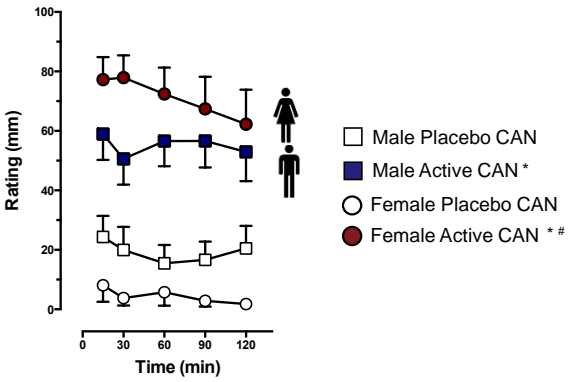 100
80
60
40
20
0
Rating (mm)
0 30 60 90 120
Time (min)
Male Placebo CAN
Male Active CAN *
Female Placebo CAN
Female Active CAN * #